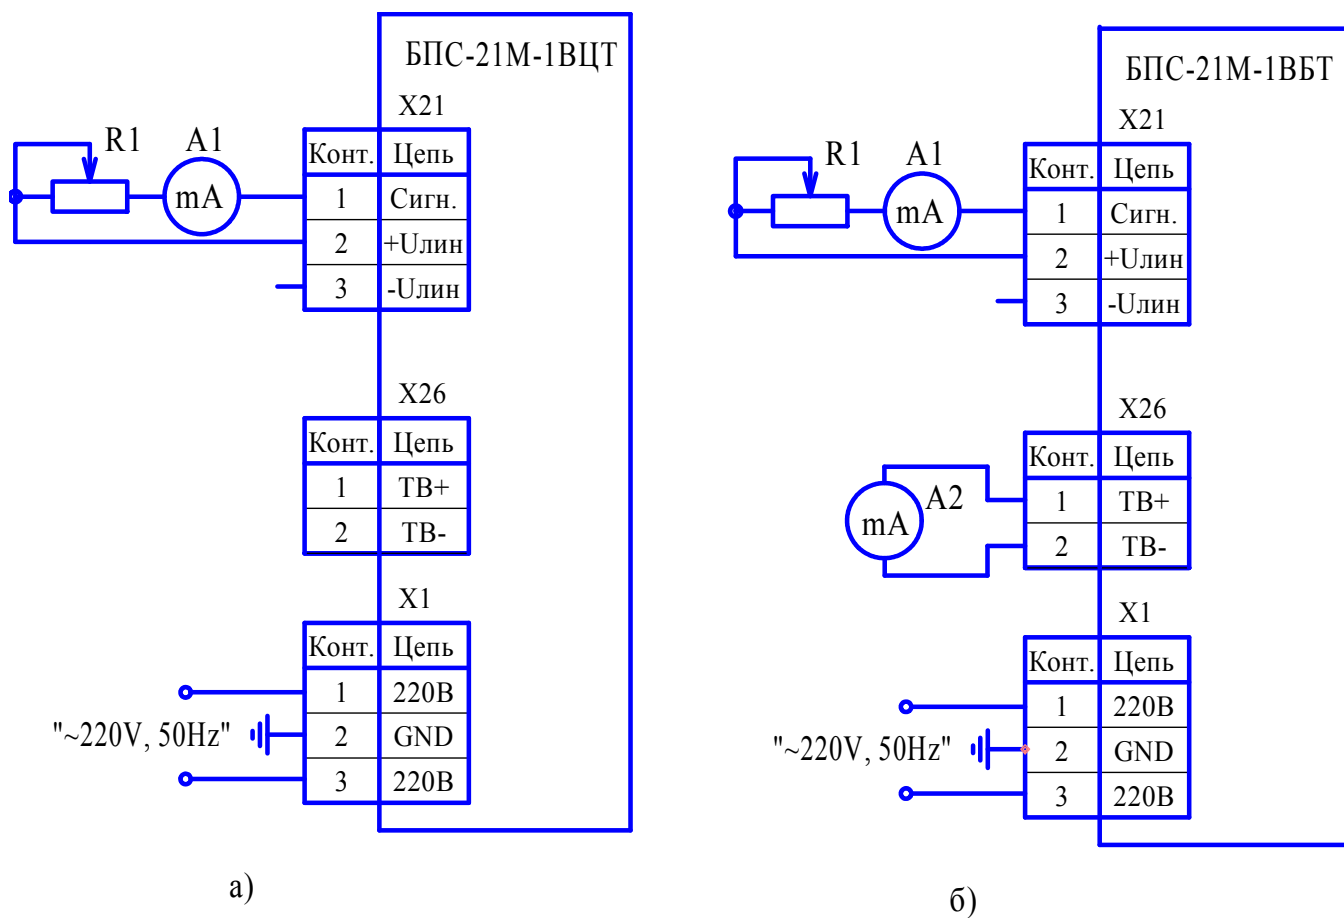 БПС-21М-1ВЦТ
X21
R1 A1
Конт. Цепь
mA
1 Сигн.
2 +Uлин
3 -Uлин
X26
Конт. Цепь
1 ТВ+
2 ТВ-
X1
Конт. Цепь
1 220В
"~220V, 50Hz" 2 GND
3 220В
а)
БПС-21М-1ВБТ
X21
R1 A1
Конт. Цепь
mA
1 Сигн.
2 +Uлин
3 -Uлин
X26
Конт. Цепь
mA A2
1 ТВ+
2 ТВ-
X1
Конт. Цепь
1 220В
"~220V, 50Hz" 2 GND
3 220В
б)